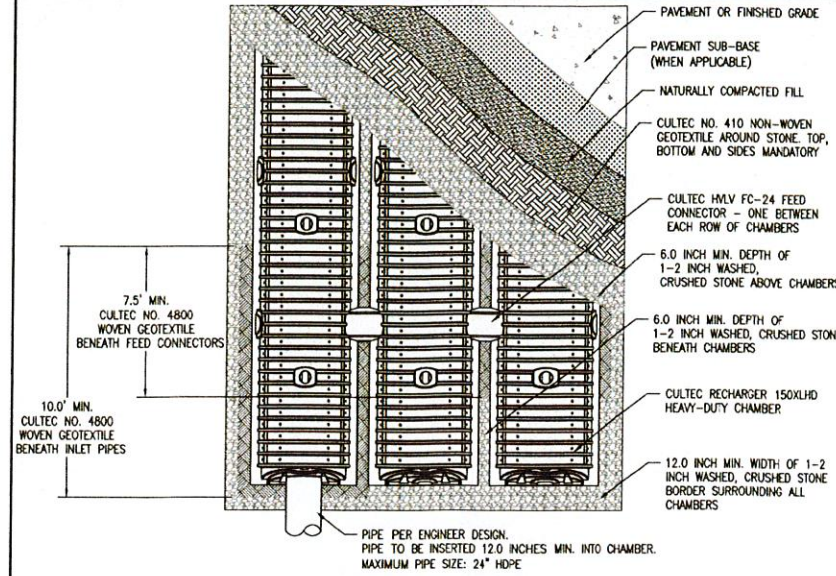 PAVEMENT OR FINISHED GRADE
PAVEMENT SUB-BASE
(WHEN APPLICABLE)
NATURALLY COMPACTED FILL
CULTEC NO. 410 NON-WOVEN
GEOTEXTILE AROUND STONE. TOP,
BOTTOM AND SIDES MANDATORY
CULTEC HVLV FC-24 FEED
CONNECTOR - ONE BETWEEN
EACH ROW OF CHAMBERS
6.0 INCH MIN. DEPTH OF
1-2 INCH WASHED,
CRUSHED STONE ABOVE CHAMBERS
7.5' MIN.
CULTEC NO. 4800
WOVEN GEOTEXTILE
BENEATH FEED CONNECTORS
6.0 INCH MIN. DEPTH OF
1-2 INCH WASHED, CRUSHED STON
BENEATH CHAMBERS
10.0' MIN.
CULTEC NO. 4800
WOVEN GEOTEXTILE
BENEATH INLET PIPES
CULTEC RECHARGER 150XLHD
HEAVY-DUTY CHAMBER
12.0 INCH MIN. WIDTH OF 1-2
INCH WASHED, CRUSHED STONE
BORDER SURROUNDING ALL
CHAMBERS
PIPE PER ENGINEER DESIGN.
PIPE TO BE INSERTED 12.0 INCHES MIN. INTO CHAMBER.
MAXIMUM PIPE SIZE: 24" HDPE